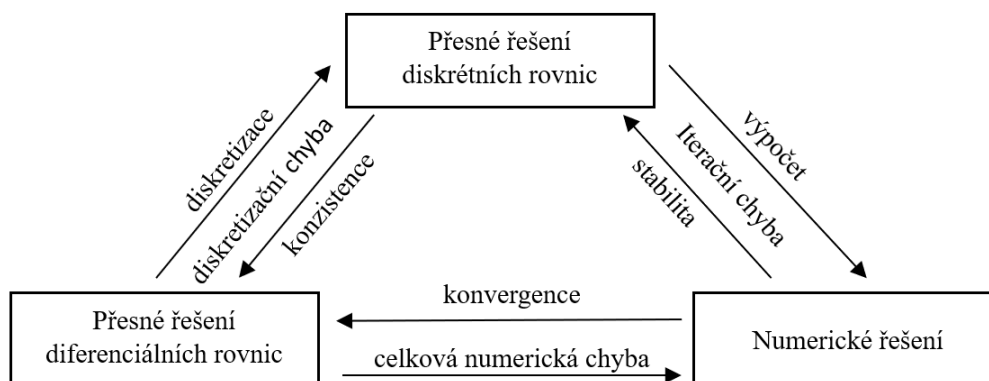 Přesné řešení
diskrétních rovnic
diskretizace
diskretizační chyba
konzistence
výpočet
Iterační chyba
stabilita
Přesné řešení
diferenciálních rovnic
konvergence
celková numerická chyba
Numerické řešení